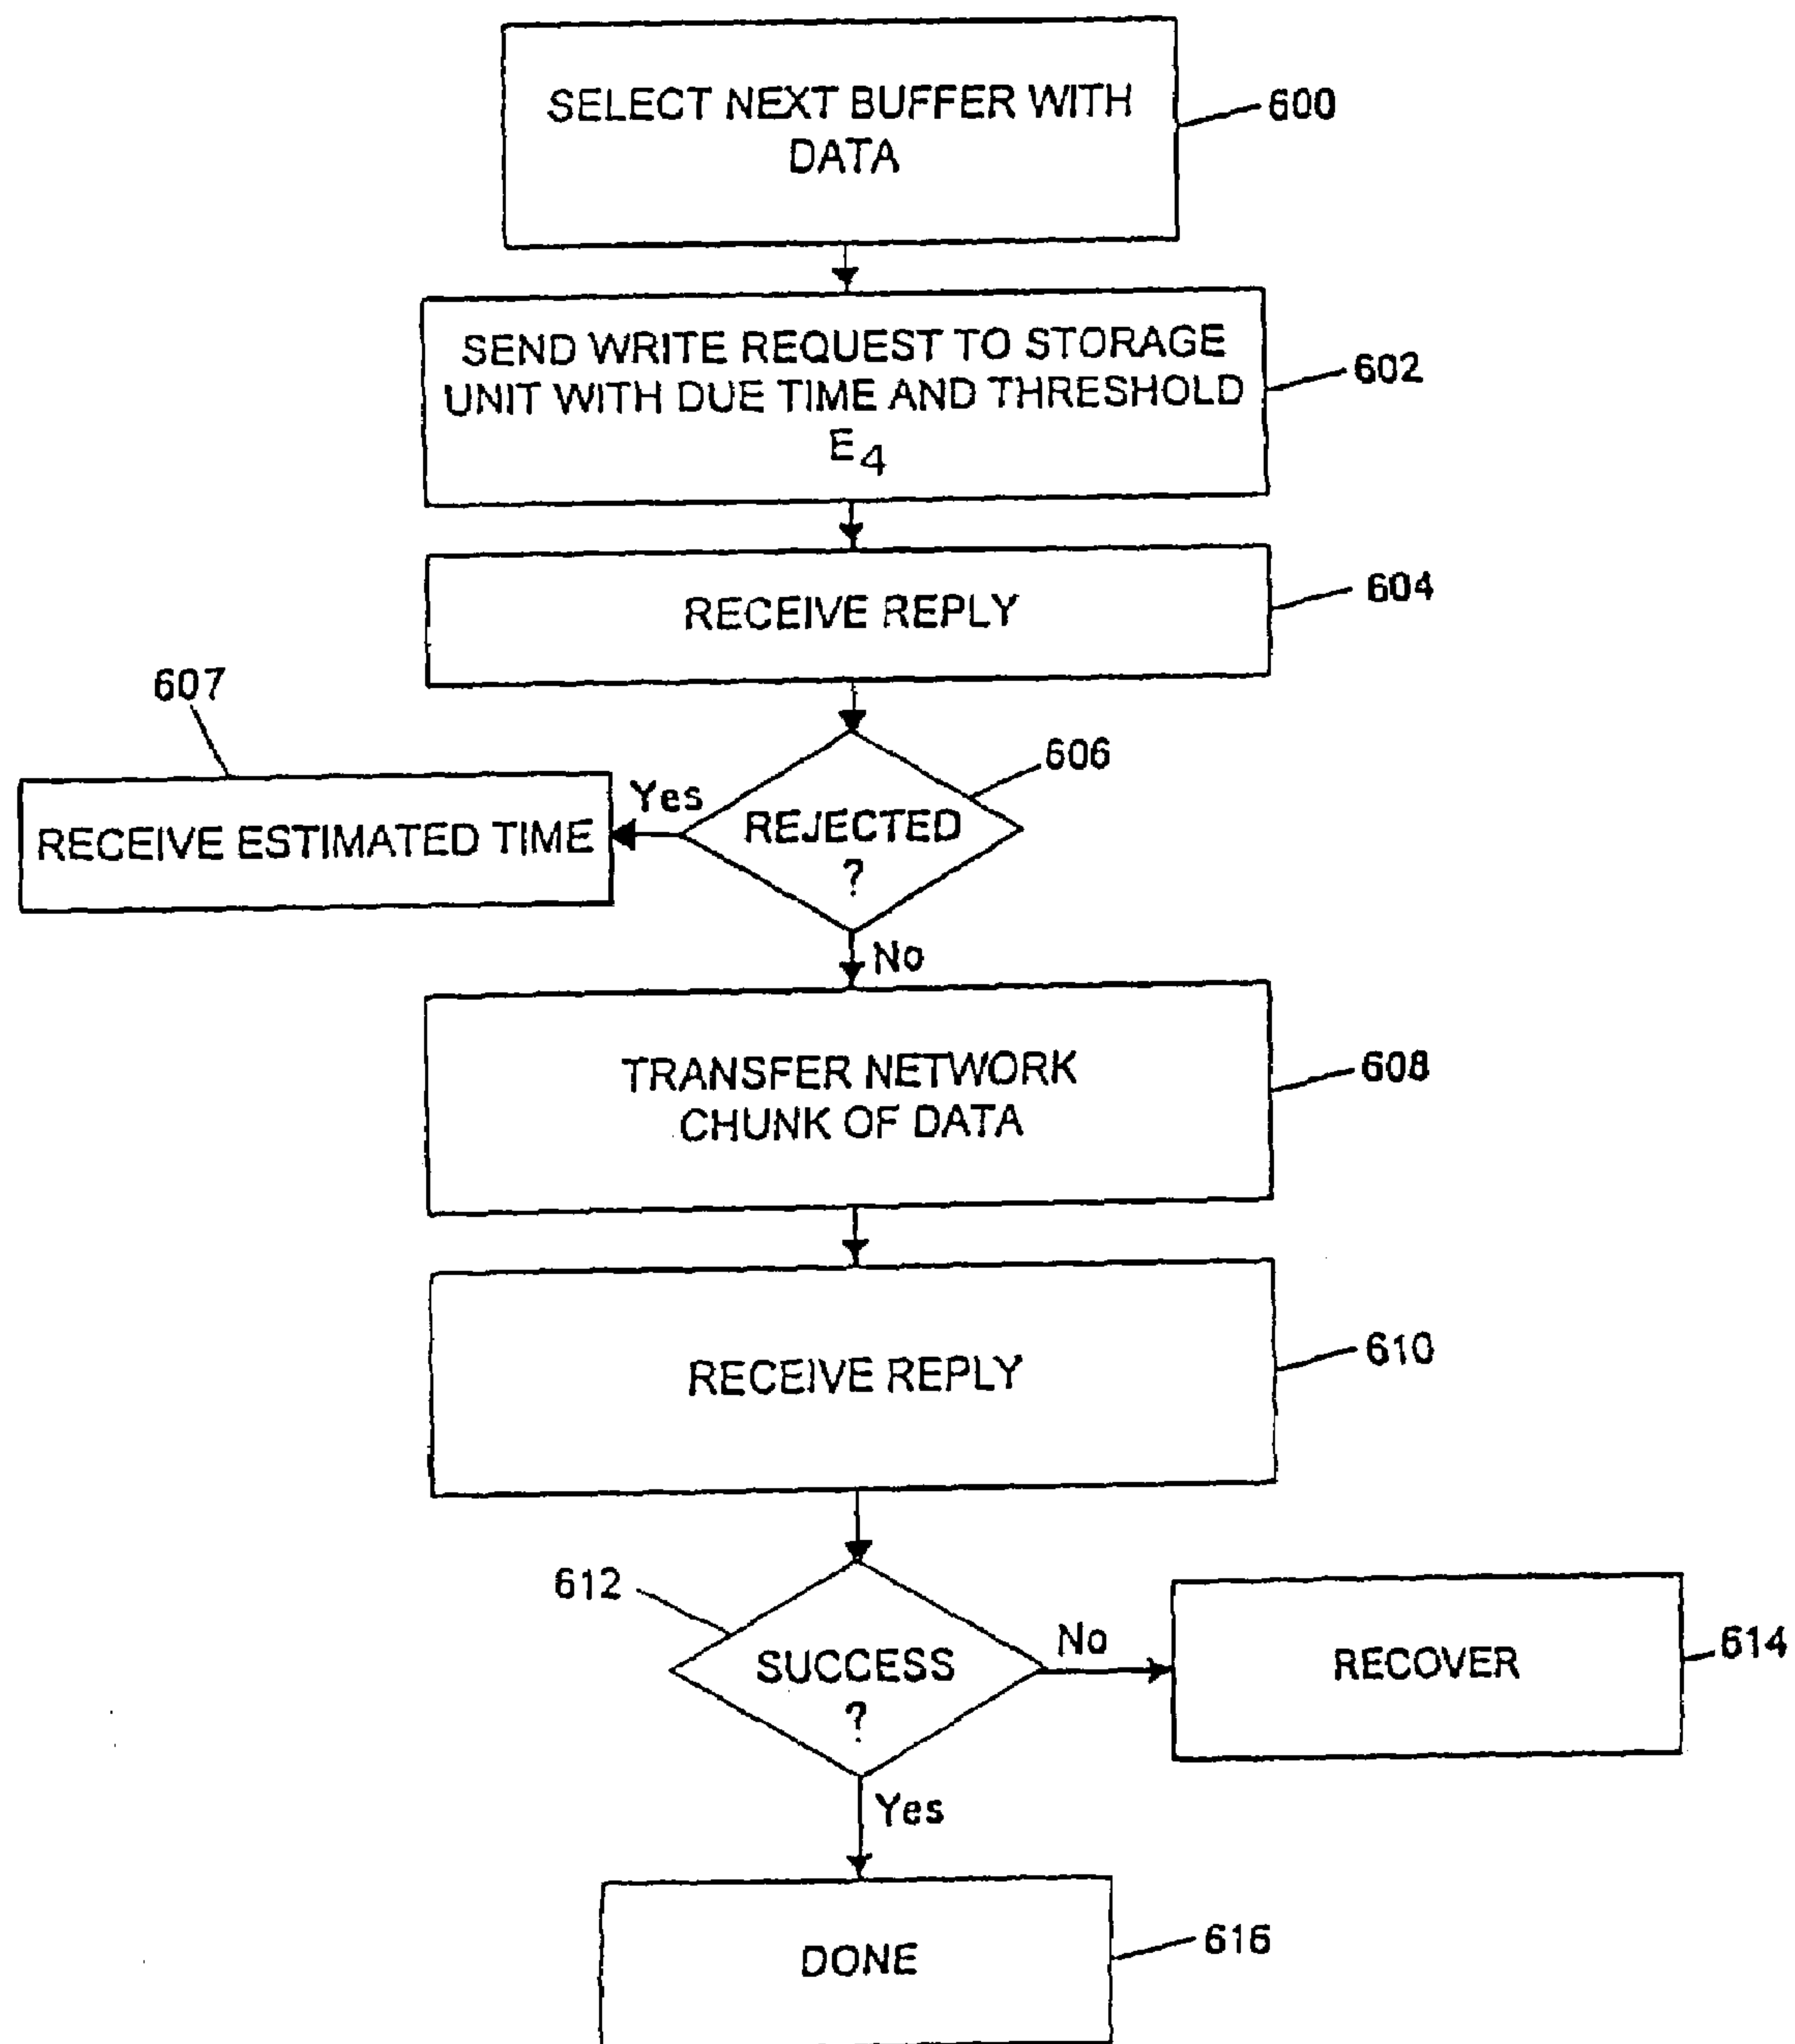 SELECT NEXT BUFFER WITH
DATA
600
SEND WRITE REQUEST TO STORAGE
UNIT WITH DUE TIME AND THRESHOLD
E4
602
RECEIVE REPLY
604
607
606
RECEIVE ESTIMATED TIME
Yes
REJECTED
?
No
TRANSFER NETWORK
CHUNK OF DATA
608
RECEIVE REPLY
610
612
SUCCESS
?
No
RECOVER
614
Yes
DONE
616